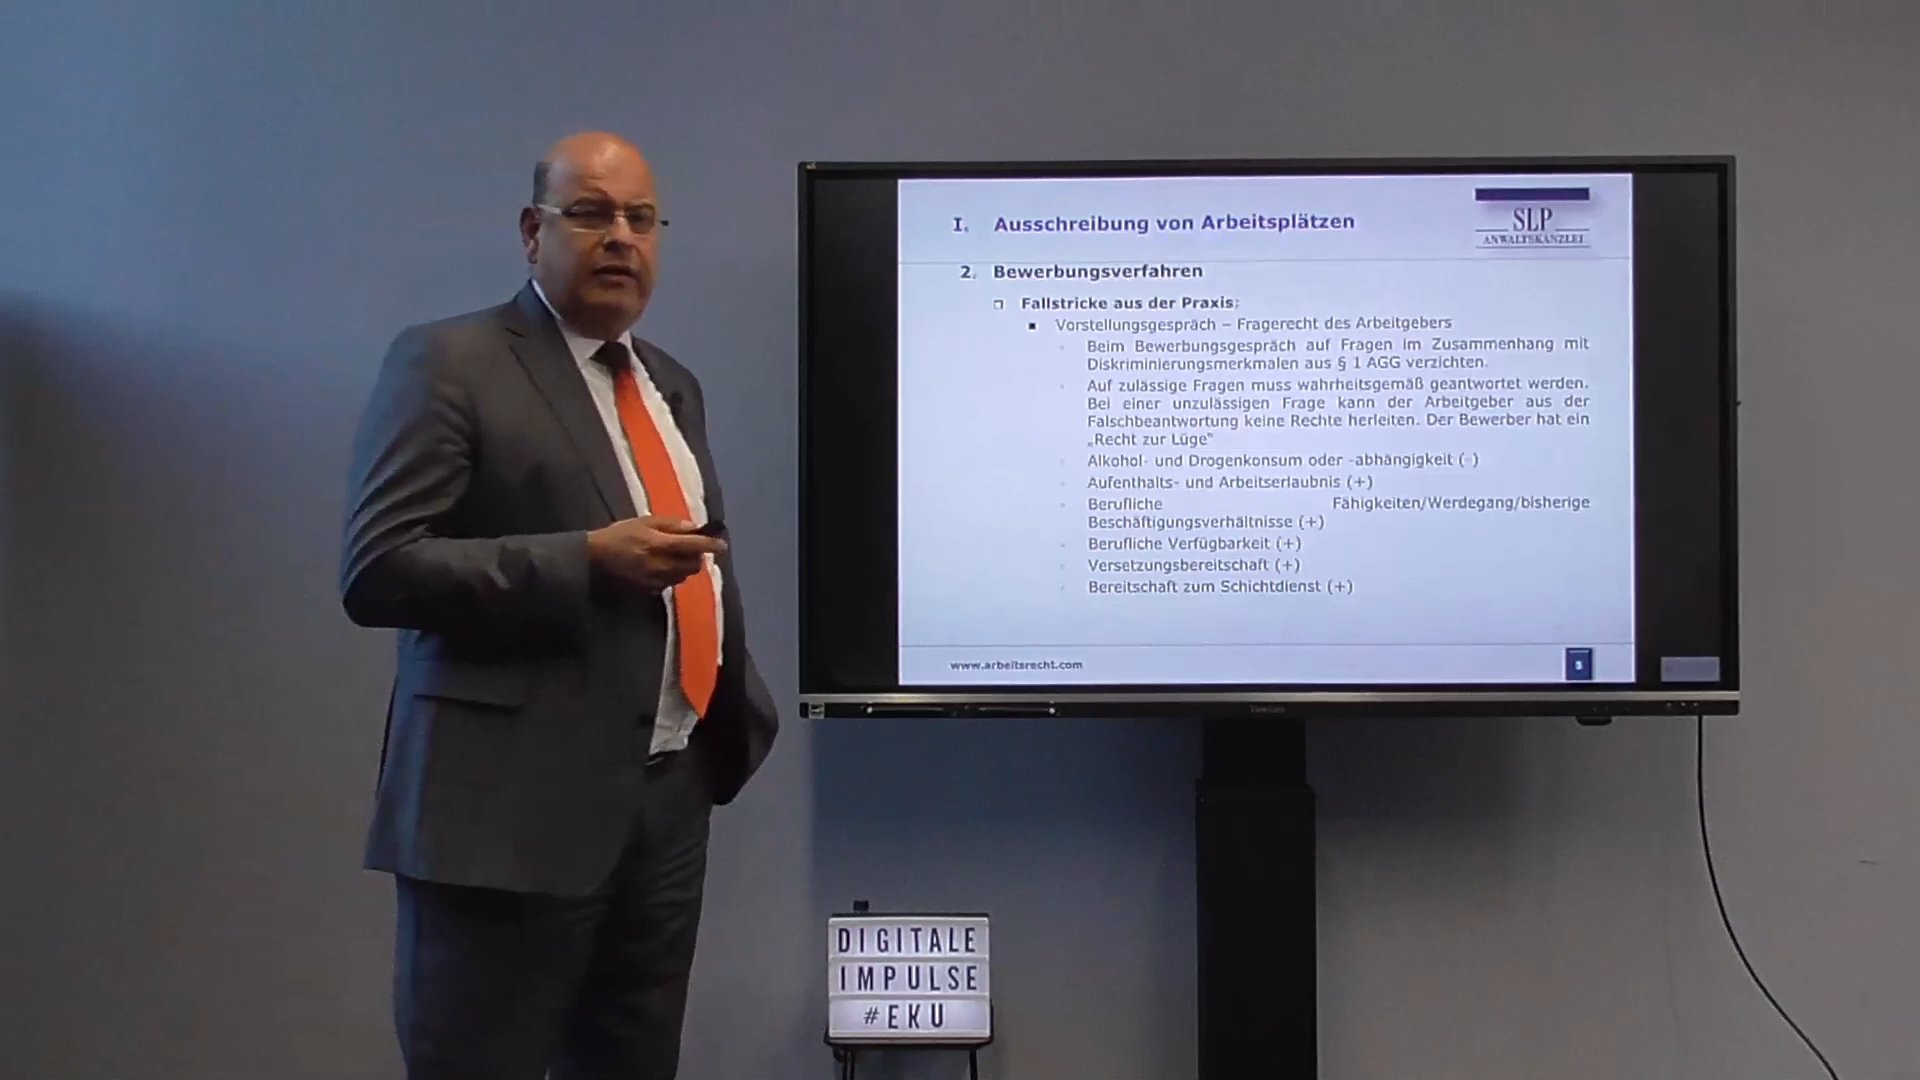 I. Ausschreibung von Arbeitsplätzen
SLP
ANWALTSKANZLEI
2. Bewerbungsverfahren
Fallstricke aus der Praxis:
Vorstellungsgespräch – Fragerecht des Arbeitgebers
Beim Bewerbungsgespräch auf Fragen im Zusammenhang mit
Diskriminierungsmerkmalen aus § 1 AGG verzichten.
Auf zulässige Fragen muss wahrheitsgemäß geantwortet werden.
Bei einer unzulässigen Frage kann der Arbeitgeber aus der
Falschbeantwortung keine Rechte herleiten. Der Bewerber hat ein
„Recht zur Lüge"
Alkohol- und Drogenkonsum oder -abhängigkeit (-)
Aufenthalts- und Arbeitserlaubnis (+)
Berufliche Fähigkeiten/Werdegang/bisherige
Beschäftigungsverhältnisse (+)
Berufliche Verfügbarkeit (+)
Versetzungsbereitschaft (+)
Bereitschaft zum Schichtdienst (+)
www.arbeitsrecht.com
5
DIGITALE
IMPULSE
#EKU